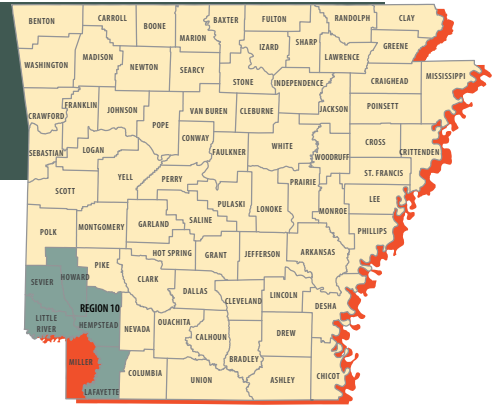 BENTON
CARROLL
BOONE
BAXTER
FULTON
RANDOLPH
CLAY
MARION
IZARD
SHARP
GREENE
LAWRENCE
WASHINGTON
MADISON
NEWTON
SEARCY
STONE
INDEPENDENCE
CRAIGHEAD
MISSISSIPPI
CRAWFORD
FRANKLIN
JOHNSON
POPE
VAN BUREN
CLEBURNE
JACKSON
POINSETT
SEBASTIAN
LOGAN
CONWAY
FAULKNER
WHITE
WOODRUFF
CROSS
CRITTENDEN
SCOTT
YELL
PERRY
PRAIRIE
ST. FRANCIS
PULASKI
LONOKE
MONROE
LEE
POLK
MONTGOMERY
GARLAND
SALINE
PHILLIPS
HOT SPRING
GRANT
JEFFERSON
ARKANSAS
SEVIER
HOWARD
PIKE
CLARK
DALLAS
CLEVELAND
LINCOLN
DESHA
REGION 10
LITTLE
RIVER
HEMPSTEAD
NEVADA
OUACHITA
CALHOUN
DREW
BRADLEY
MILLER
LAFAYETTE
COLUMBIA
UNION
ASHLEY
CHICOT